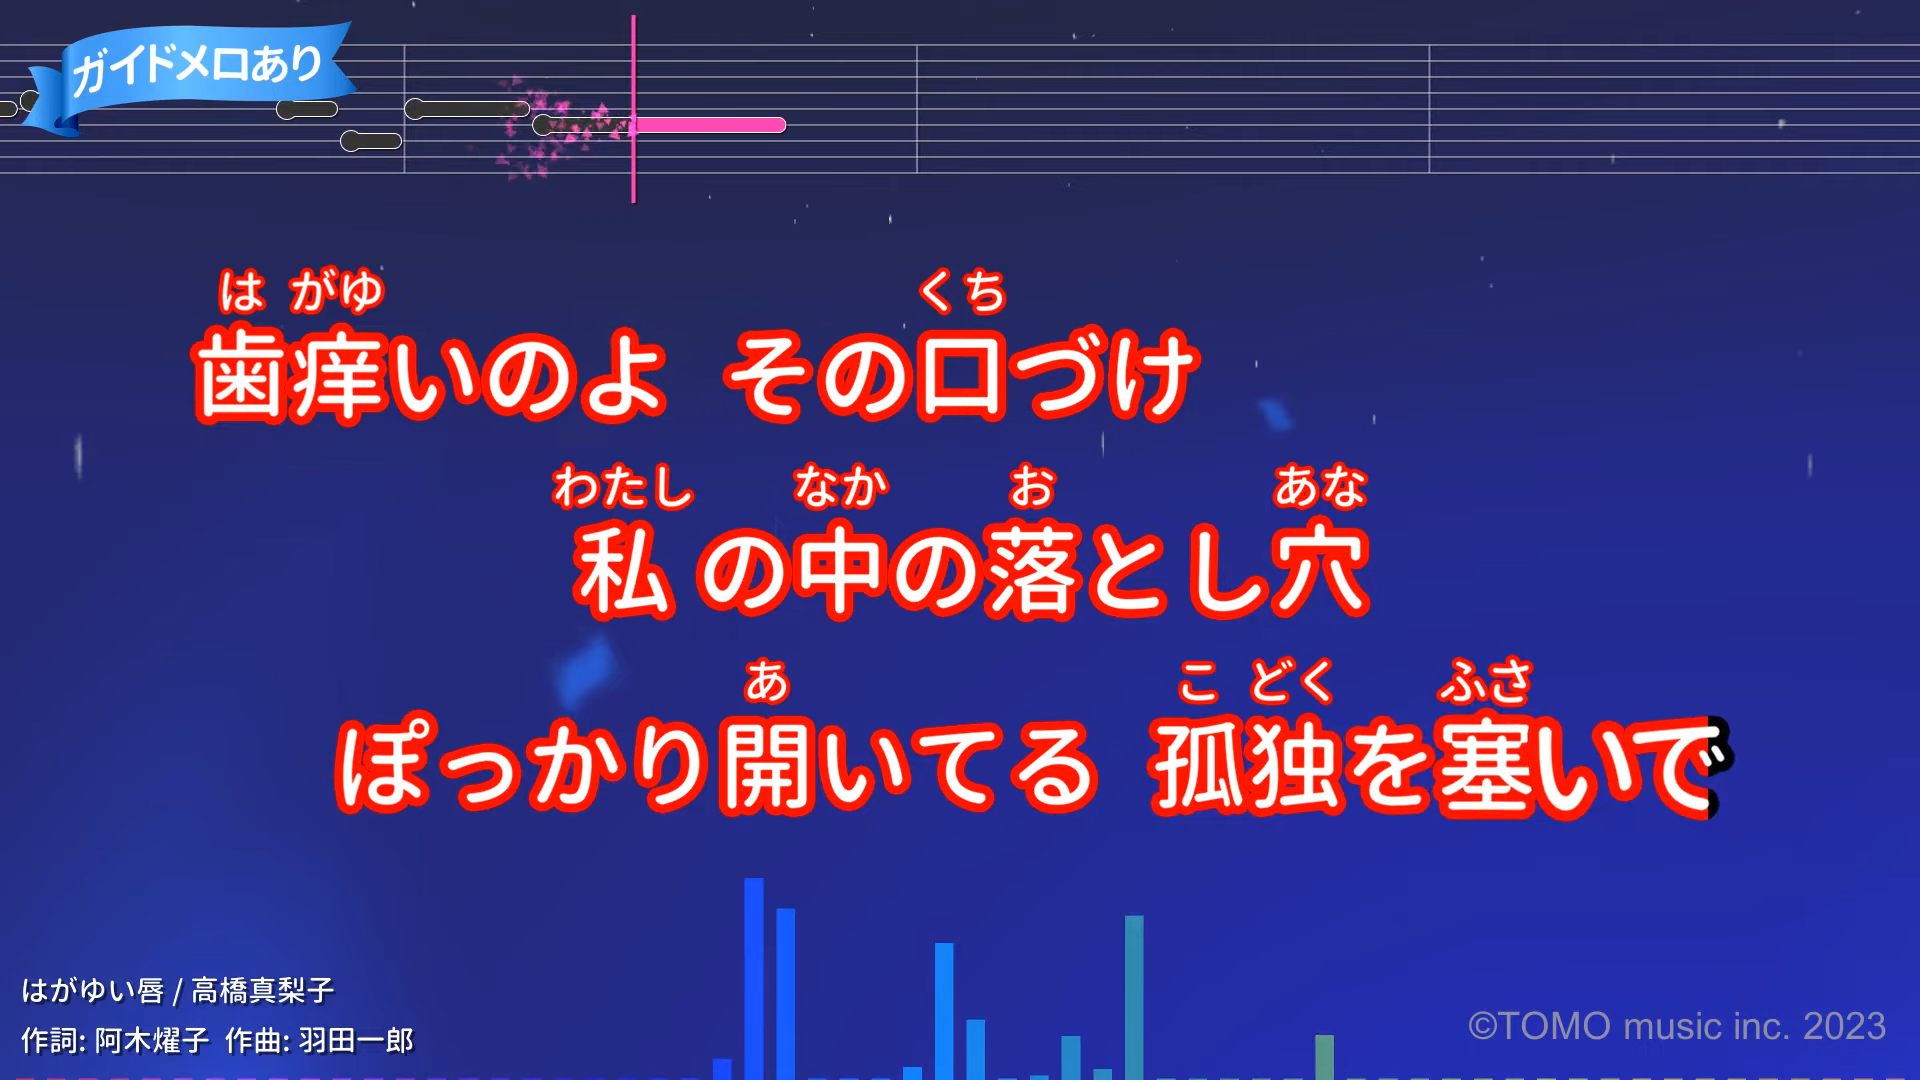 ガイドメロあり
は がゆ くち
歯痒いのよ その口づけ
わたし なか お あな
私の中の落とし穴
あ こ どく ふさ
ぽっかり開いてる 孤独を塞いで
はがゆい唇 / 高橋真梨子
作詞: 阿木燿子 作曲: 羽田一郎
©TOMO music inc. 2023